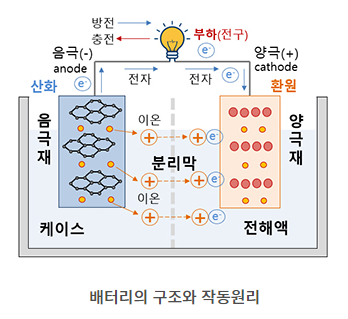 방전
충전
부하(전구)
e⁻
음극(-)
anode
양극(+)
cathode
산화
e⁻
전자
전자
e⁻
환원
음극재
양극재
이온
+
+
e⁻
분리막
+
+
e⁻
이온
+
+
e⁻
케이스
전해액
배터리의 구조와 작동원리